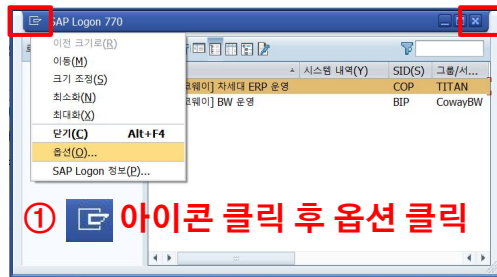 SAP Logon 770
이전 크기로(R)
이동(M)
크기 조정(S)
최소화(N)
최대화(X)
닫기(C) Alt+F4
옵션(O)...
SAP Logon 정보(P)...
시스템 내역(Y) SID(S) 그룹/서...
웨이] 차세대 ERP 운영 COP TITAN
웨이] BW 운영 BIP CowayBW
① 아이콘 클릭 후 옵션 클릭